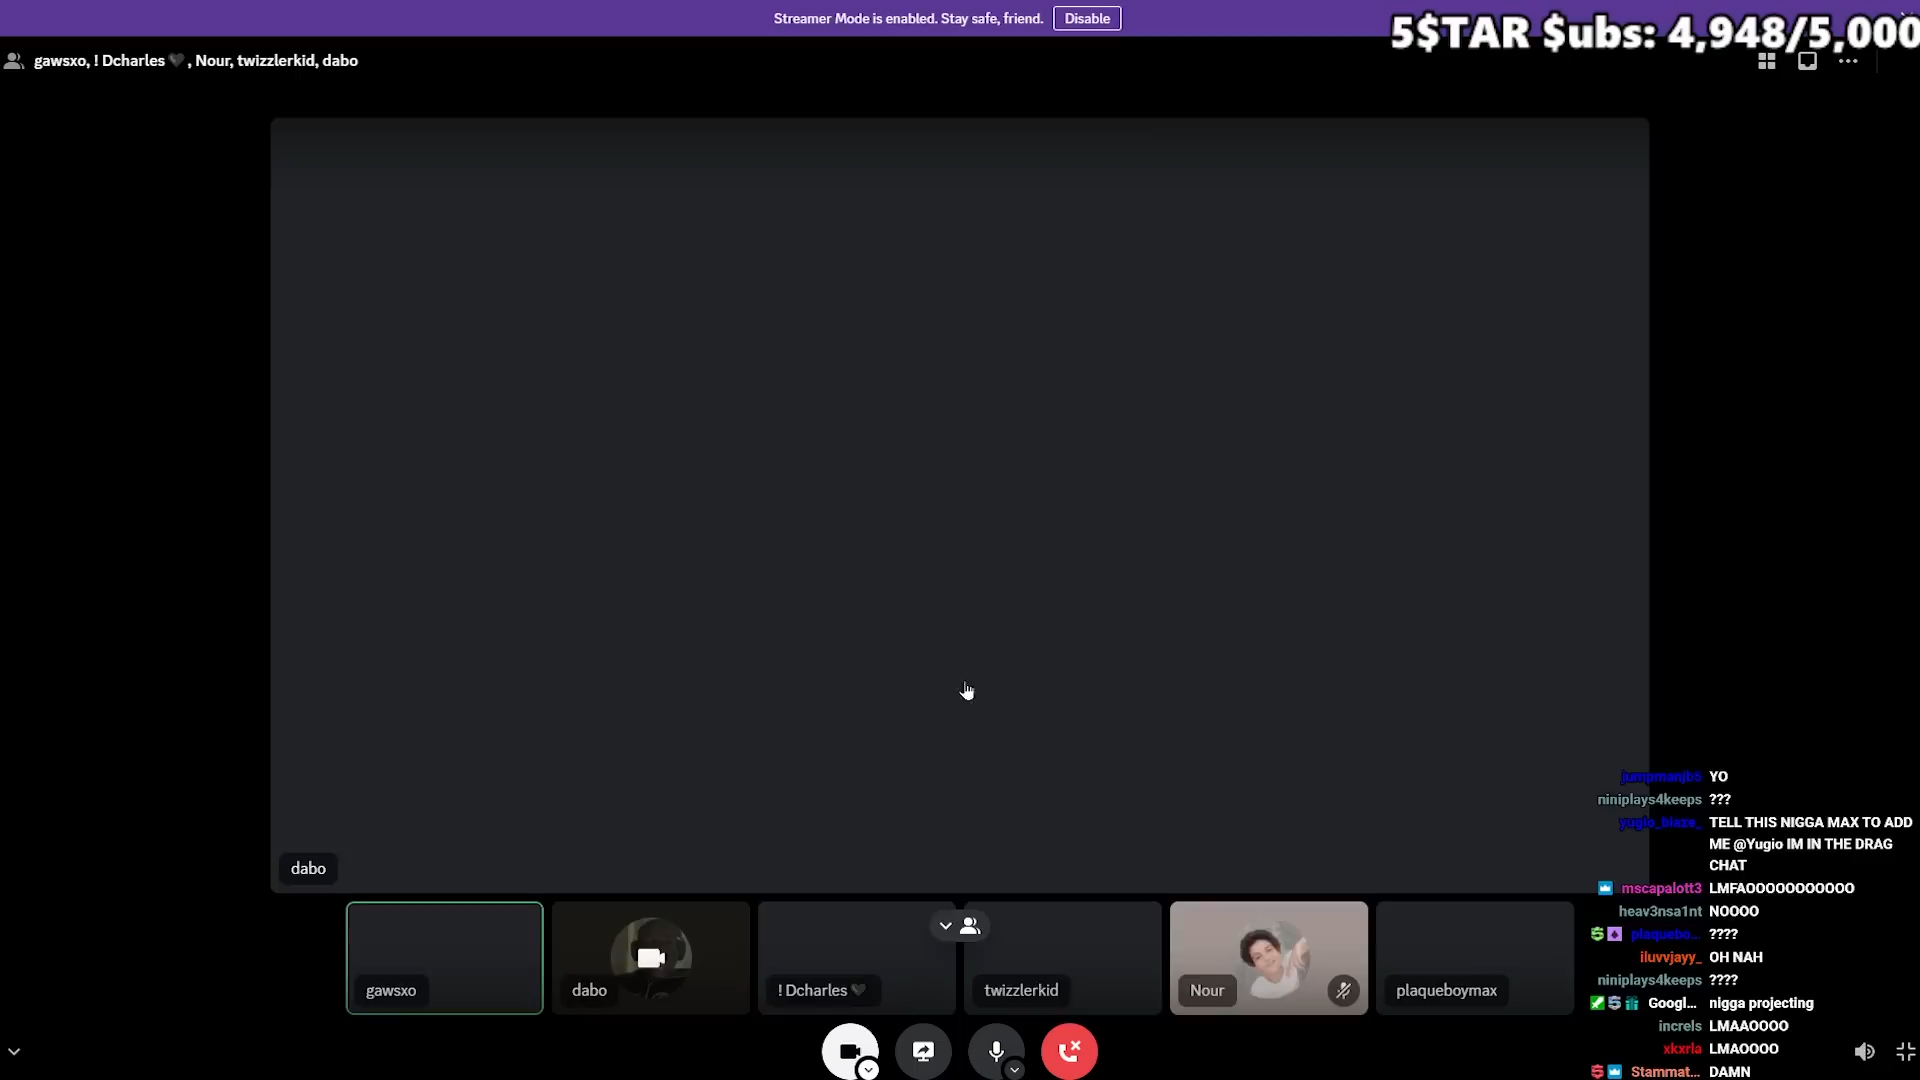 Streamer Mode is enabled. Stay safe, friend. Disable
5$TAR $ubs: 4,948/5,000
gawsxo, ! Dcharles 🖤, Nour, twizzlerkid, dabo
dabo
gawsxo
dabo
! Dcharles 🖤
twizzlerkid
Nour
plaqueboymax
jumpmanjb6 YO
niniplays4keeps ???
yugio_blaze_ TELL THIS NIGGA MAX TO ADD
ME @Yugio IM IN THE DRAG
CHAT
mscapalott3 LMFAOOOOOOOOOOO
heav3nsa1nt NOOOO
plaquebo... ????
iluvvjayy_ OH NAH
niniplays4keeps ????
Googl... nigga projecting
increls LMAAOOOO
xkxrla LMAOOOO
Stammat... DAMN